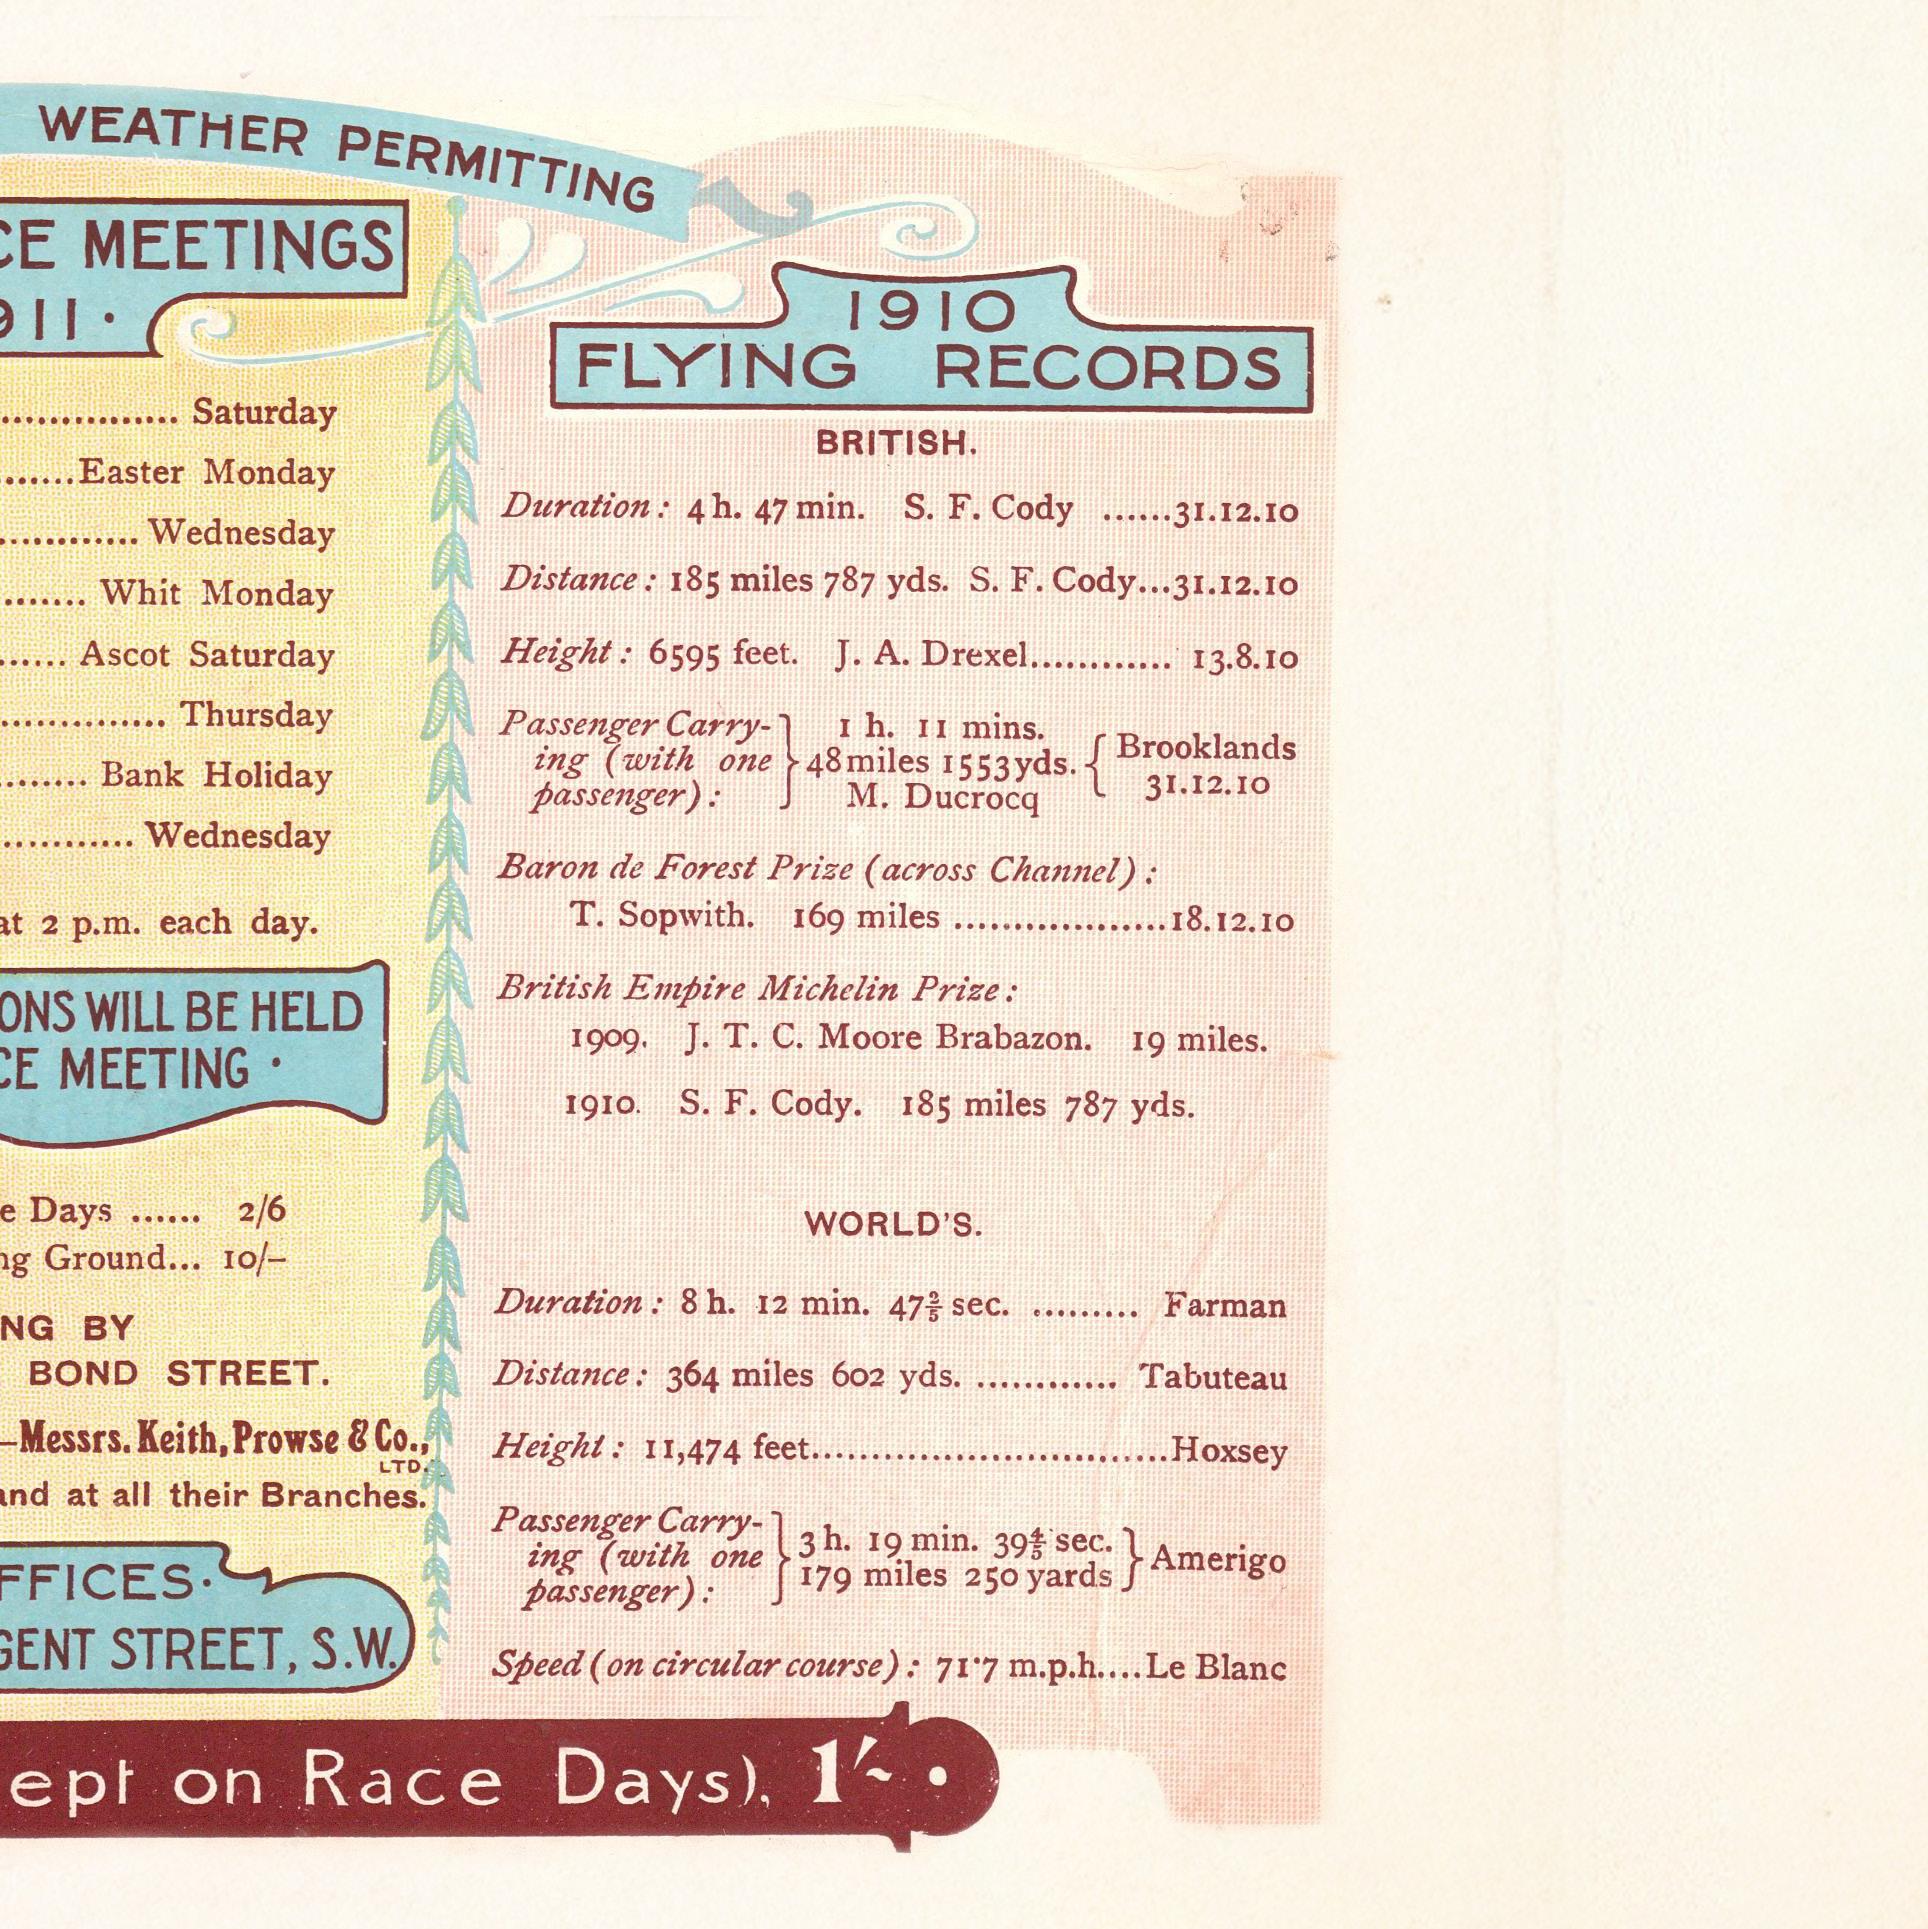 WEATHER PERMITTING
CE MEETINGS
911 ·
............... Saturday
.......Easter Monday
............ Wednesday
....... Whit Monday
...... Ascot Saturday
.............. Thursday
........ Bank Holiday
........... Wednesday
at 2 p.m. each day.
ONS WILL BE HELD
CE MEETING ·
e Days ...... 2/6
ng Ground... 10/–
NG BY
BOND STREET.
—Messrs. Keith, Prowse & Co.,
LTD.
and at all their Branches.
FFICES ·
GENT STREET, S.W.
1910
FLYING RECORDS
BRITISH.
Duration: 4 h. 47 min. S. F. Cody ......31.12.10
Distance: 185 miles 787 yds. S. F. Cody...31.12.10
Height: 6595 feet. J. A. Drexel............ 13.8.10
Passenger Carry- } 1 h. 11 mins.
ing (with one } 48 miles 1553 yds. { Brooklands
passenger): } M. Ducrocq { 31.12.10
Baron de Forest Prize (across Channel):
T. Sopwith. 169 miles ..................18.12.10
British Empire Michelin Prize:
1909. J. T. C. Moore Brabazon. 19 miles.
1910. S. F. Cody. 185 miles 787 yds.
WORLD'S.
Duration: 8 h. 12 min. 47⅖ sec. ......... Farman
Distance: 364 miles 602 yds. ............ Tabuteau
Height: 11,474 feet..............................Hoxsey
Passenger Carry- } 3 h. 19 min. 39⅘ sec. }
ing (with one } 179 miles 250 yards } Amerigo
passenger): }
Speed (on circular course): 71·7 m.p.h....Le Blanc
ept on Race Days), 1/- ·